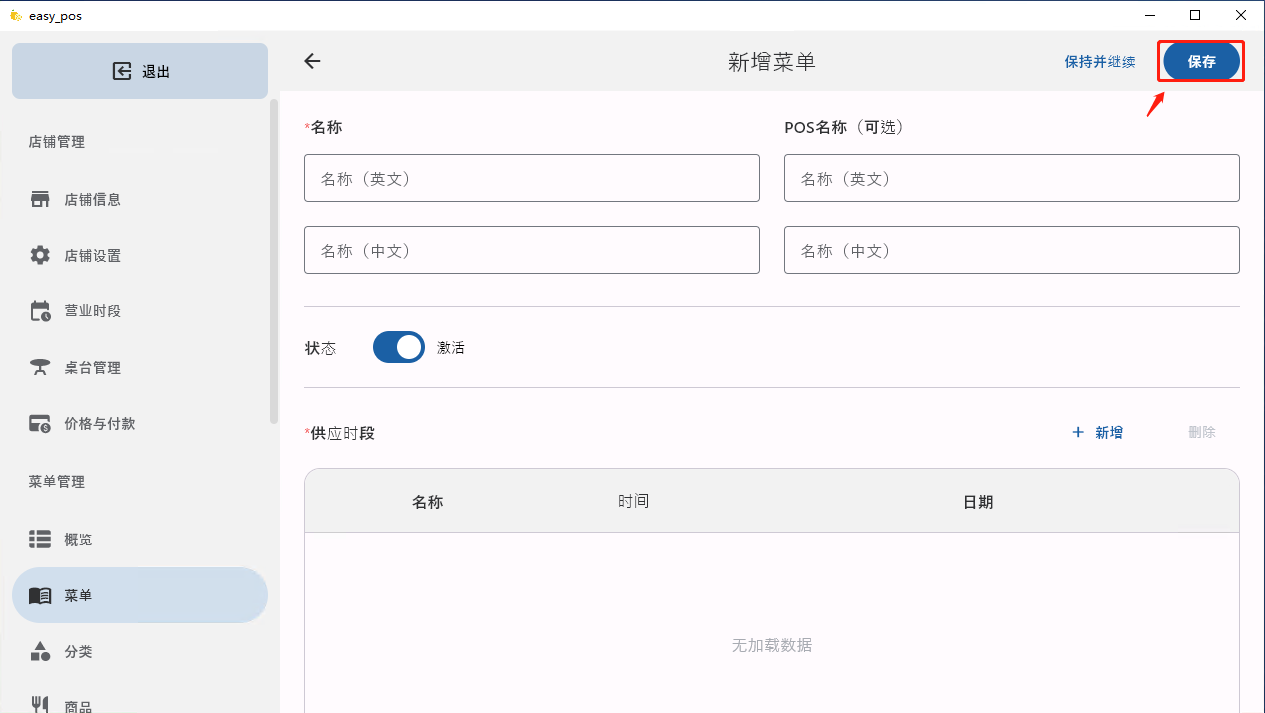 easy_pos
退出
店铺管理
店铺信息
店铺设置
营业时段
桌台管理
价格与付款
菜单管理
概览
菜单
分类
商品
新增菜单
保持并继续
保存
*名称
POS名称（可选）
名称（英文）
名称（英文）
名称（中文）
名称（中文）
状态
激活
*供应时段
+ 新增
删除
名称 时间 日期
无加载数据